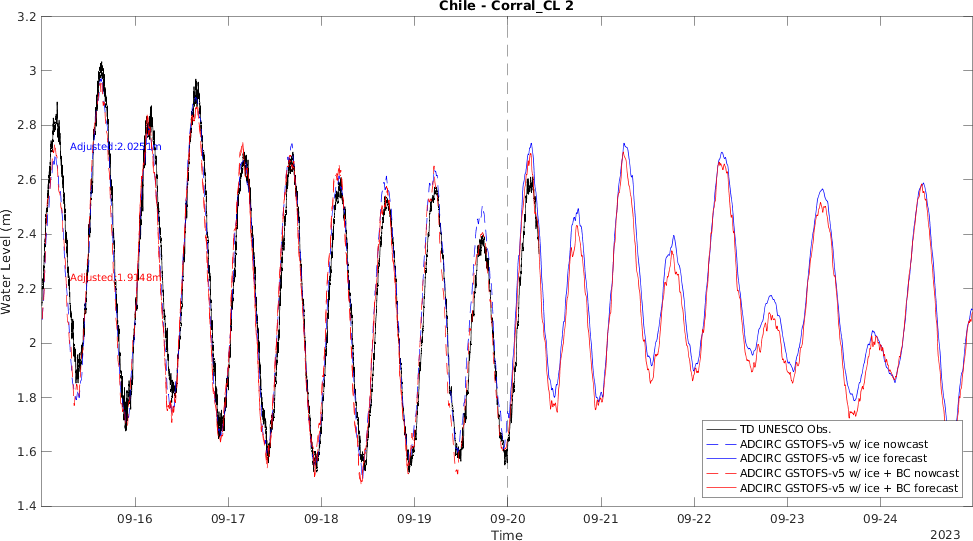 Chile - Corral_CL 2
3.2
3
2.8
2.6
2.4
2.2
2
1.8
1.6
1.4
Water Level (m)
Adjusted:2.0251m
Adjusted:1.9148m
TD UNESCO Obs.
ADCIRC GSTOFS-v5 w/ ice nowcast
ADCIRC GSTOFS-v5 w/ ice forecast
ADCIRC GSTOFS-v5 w/ ice + BC nowcast
ADCIRC GSTOFS-v5 w/ ice + BC forecast
09-16 09-17 09-18 09-19 09-20 09-21 09-22 09-23 09-24
Time
2023